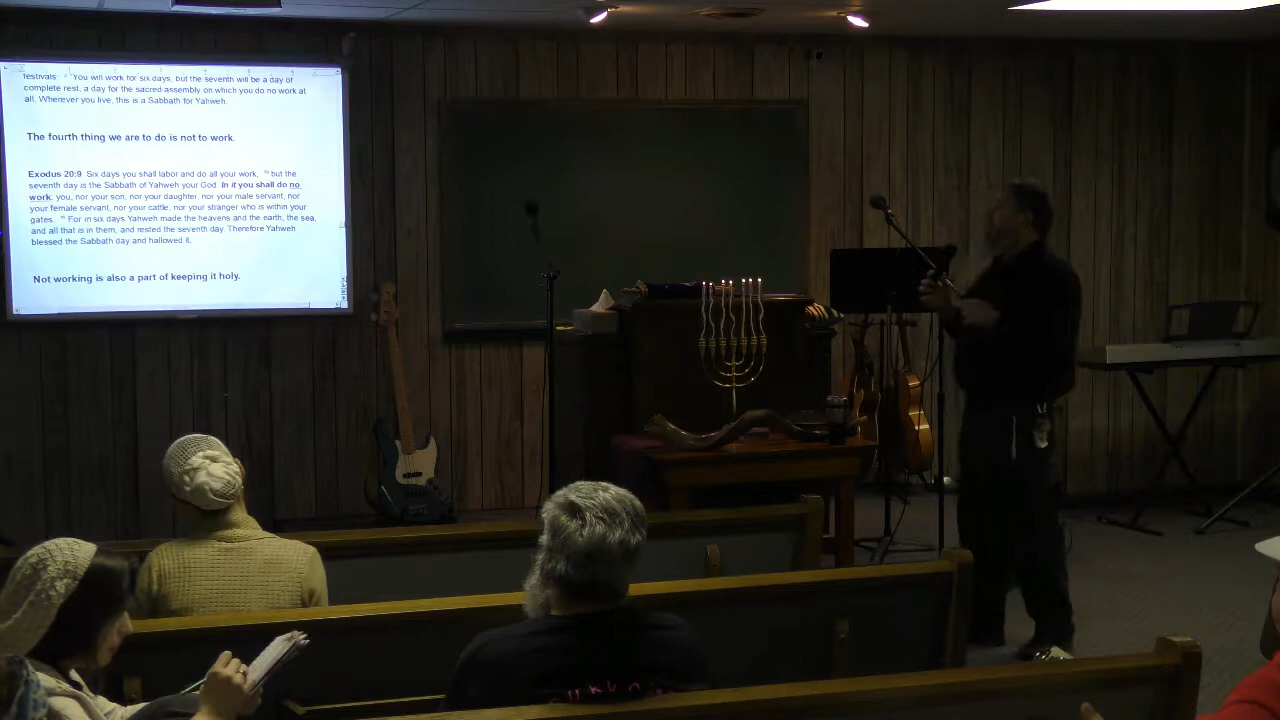 festivals: ³ "You will work for six days, but the seventh will be a day of
complete rest, a day for the sacred assembly on which you do no work at
all. Wherever you live, this is a Sabbath for Yahweh.
The fourth thing we are to do is not to work.
Exodus 20:9 Six days you shall labor and do all your work, ¹⁰ but the
seventh day is the Sabbath of Yahweh your God. In it you shall do no
work: you, nor your son, nor your daughter, nor your male servant, nor
your female servant, nor your cattle, nor your stranger who is within your
gates. ¹¹ For in six days Yahweh made the heavens and the earth, the sea,
and all that is in them, and rested the seventh day. Therefore Yahweh
blessed the Sabbath day and hallowed it.
Not working is also a part of keeping it holy.